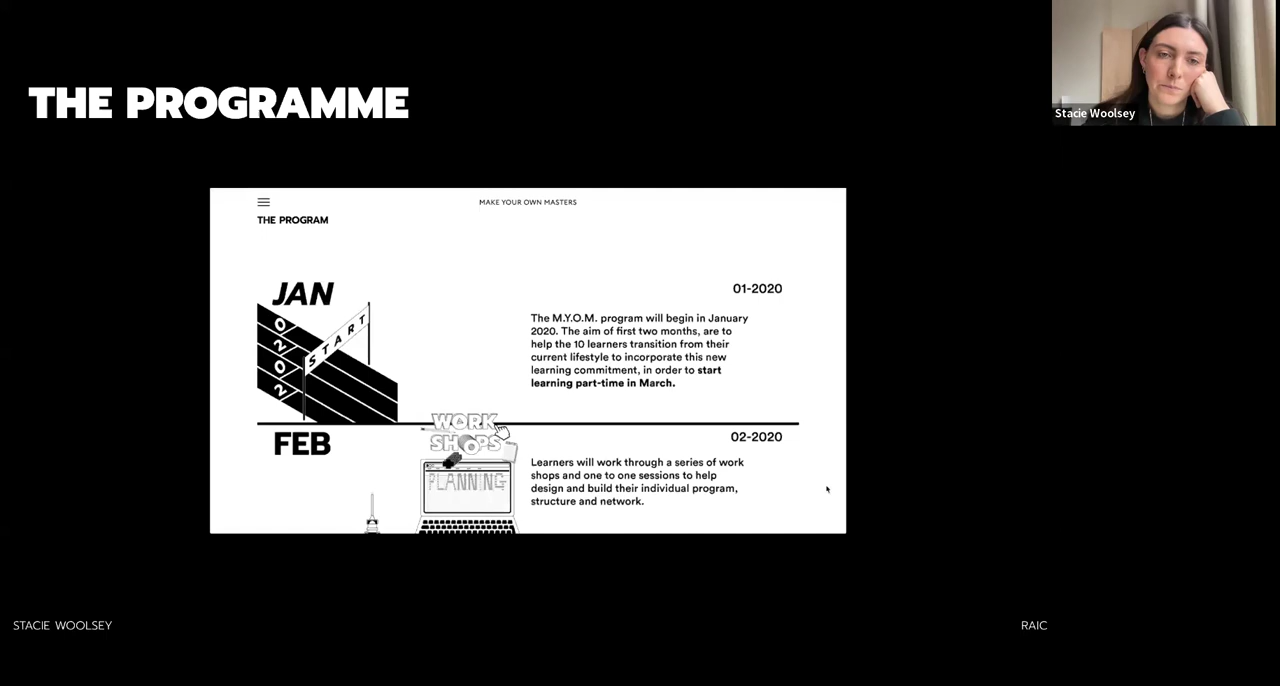 THE PROGRAMME
Stacie Woolsey
MAKE YOUR OWN MASTERS
THE PROGRAM
JAN
01-2020
START
0202
The M.Y.O.M. program will begin in January
2020. The aim of first two months, are to
help the 10 learners transition from their
current lifestyle to incorporate this new
learning commitment, in order to start
learning part-time in March.
FEB
WORK
SHOPS
PLANNING
02-2020
Learners will work through a series of work
shops and one to one sessions to help
design and build their individual program,
structure and network.
STACIE WOOLSEY
RAIC